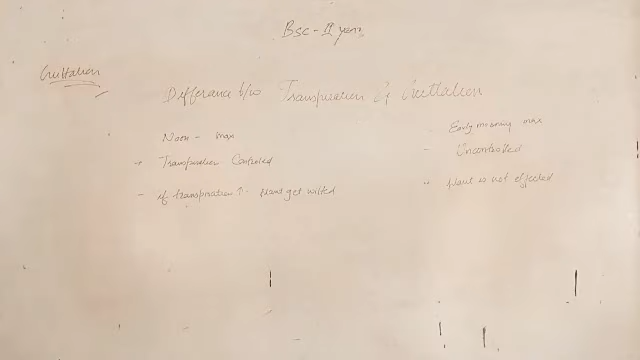 Bsc - II year
Guttation
Difference b/w Transpiration & Guttation
Noon - max
Early morning max
→ Transpiration Controlled
- Uncontrolled
- if transpiration ↑ · plant get wilted
" plant is not effected